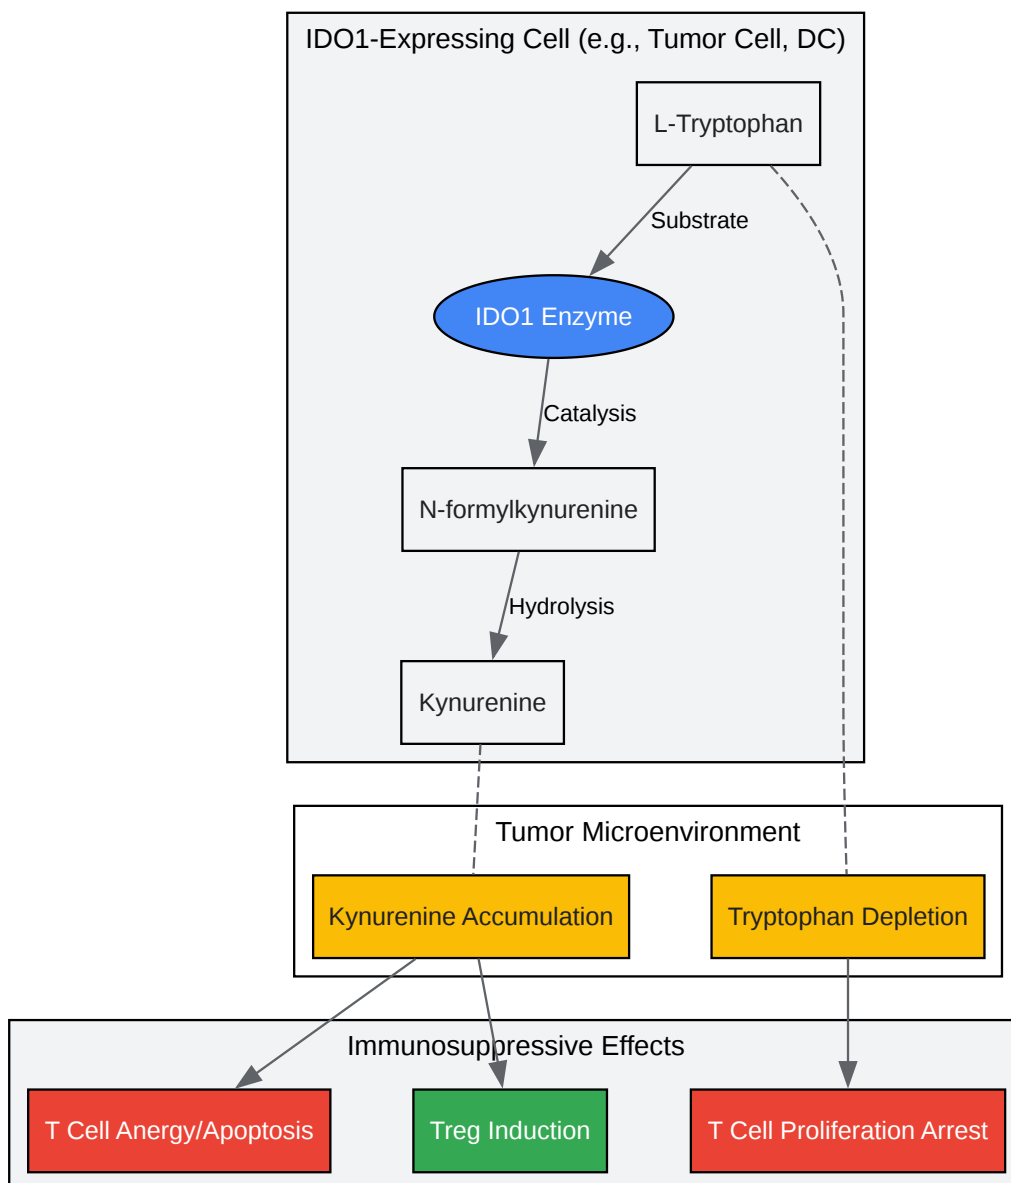 IDO1-Expressing Cell (e.g., Tumor Cell, DC)
L-Tryptophan
Substrate
IDO1 Enzyme
Catalysis
N-formylkynurenine
Hydrolysis
Kynurenine
Tumor Microenvironment
Kynurenine Accumulation
Tryptophan Depletion
Immunosuppressive Effects
T Cell Anergy/Apoptosis
Treg Induction
T Cell Proliferation Arrest